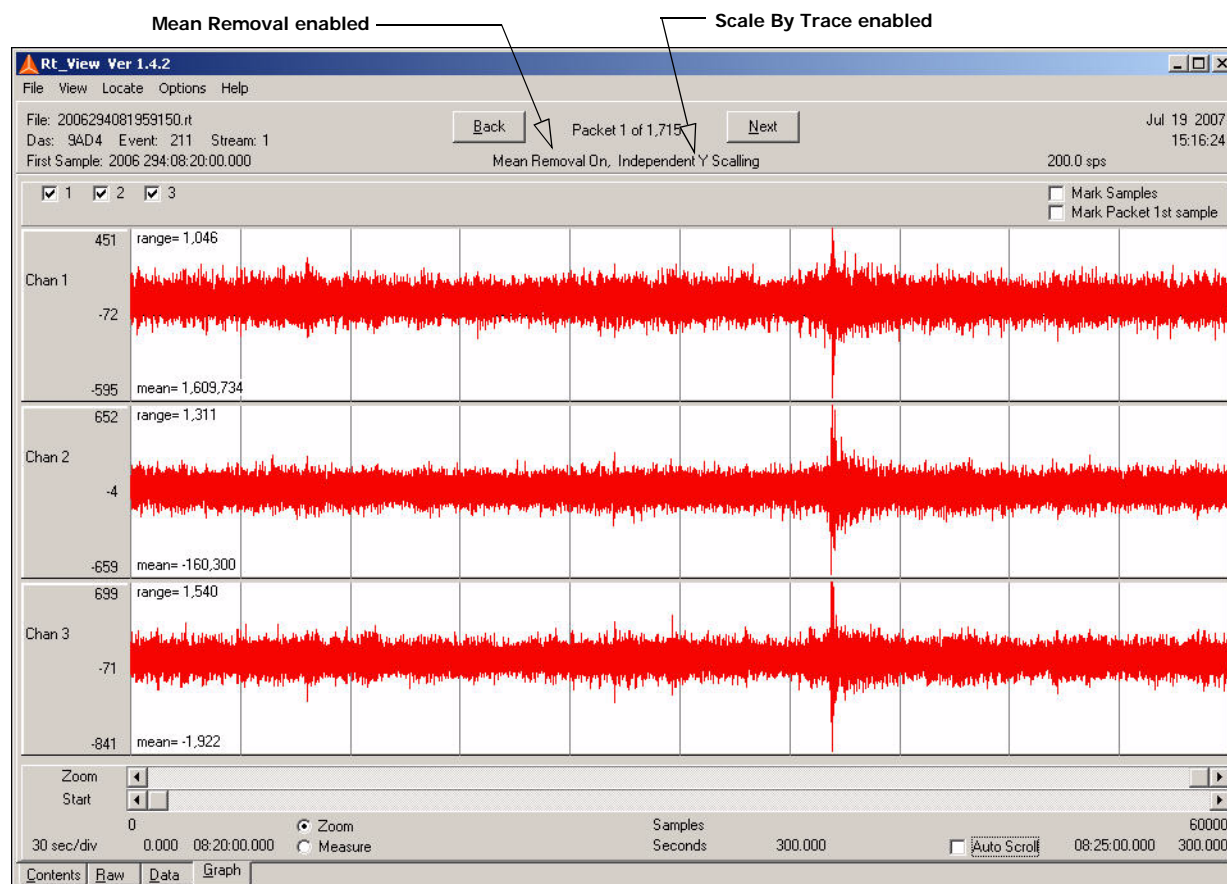 Mean Removal enabled
Scale By Trace enabled
Rt_View Ver 1.4.2
File View Locate Options Help
File: 2006294081959150.rt
Das: 9AD4 Event: 211 Stream: 1
First Sample: 2006 294:08:20:00.000
Back
Packet 1 of 1,715
Next
Mean Removal On, Independent Y Scalling
Jul 19 2007
15:16:24
200.0 sps
1 2 3
Mark Samples
Mark Packet 1st sample
451
range= 1,046
Chan 1
-72
-595
mean= 1,609,734
652
range= 1,311
Chan 2
-4
-659
mean= -160,300
699
range= 1,540
Chan 3
-71
-841
mean= -1,922
Zoom
Start
0
Zoom
Samples
60000
30 sec/div
0.000
08:20:00.000
Measure
Seconds
300.000
Auto Scroll
08:25:00.000
300.000
Contents
Raw
Data
Graph